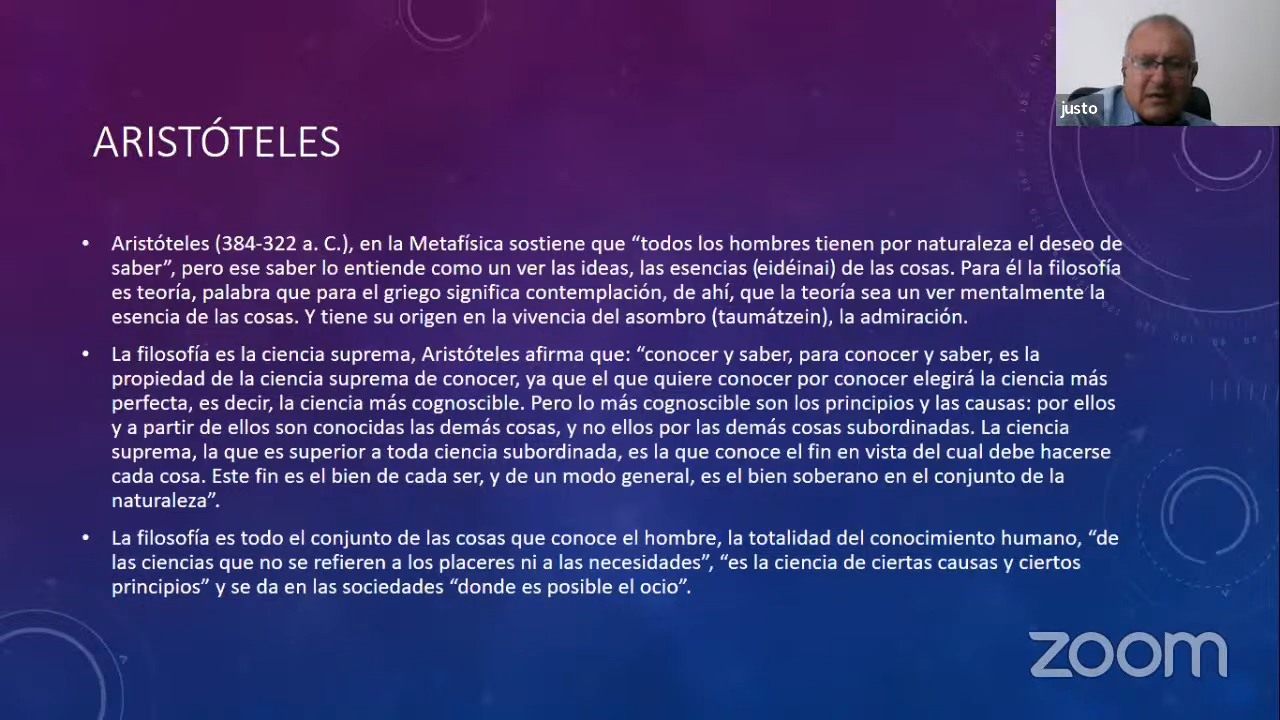 justo
ARISTÓTELES
• Aristóteles (384-322 a. C.), en la Metafísica sostiene que “todos los hombres tienen por naturaleza el deseo de
saber”, pero ese saber lo entiende como un ver las ideas, las esencias (eidéinai) de las cosas. Para él la filosofía
es teoría, palabra que para el griego significa contemplación, de ahí, que la teoría sea un ver mentalmente la
esencia de las cosas. Y tiene su origen en la vivencia del asombro (taumátzein), la admiración.
• La filosofía es la ciencia suprema, Aristóteles afirma que: “conocer y saber, para conocer y saber, es la
propiedad de la ciencia suprema de conocer, ya que el que quiere conocer por conocer elegirá la ciencia más
perfecta, es decir, la ciencia más cognoscible. Pero lo más cognoscible son los principios y las causas: por ellos
y a partir de ellos son conocidas las demás cosas, y no ellos por las demás cosas subordinadas. La ciencia
suprema, la que es superior a toda ciencia subordinada, es la que conoce el fin en vista del cual debe hacerse
cada cosa. Este fin es el bien de cada ser, y de un modo general, es el bien soberano en el conjunto de la
naturaleza”.
• La filosofía es todo el conjunto de las cosas que conoce el hombre, la totalidad del conocimiento humano, “de
las ciencias que no se refieren a los placeres ni a las necesidades”, “es la ciencia de ciertas causas y ciertos
principios” y se da en las sociedades “donde es posible el ocio”.
zoom